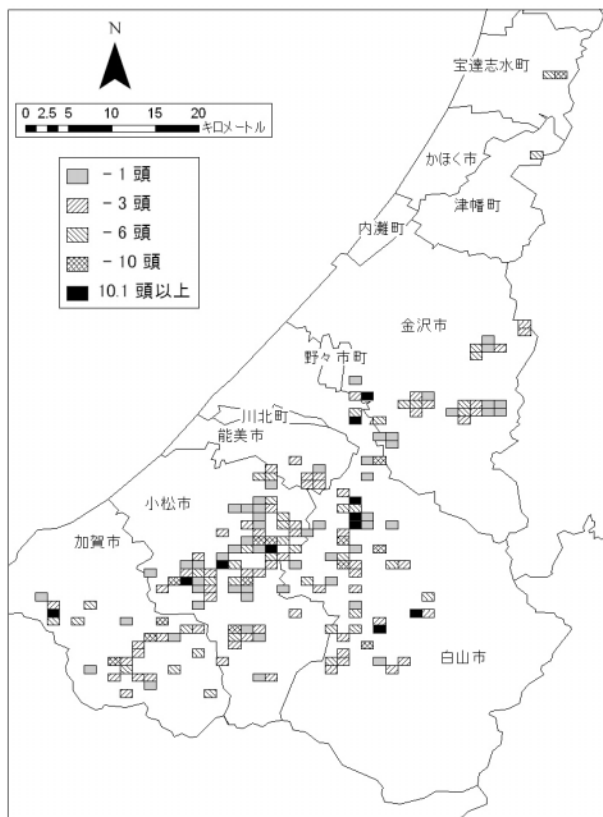 N
0 2.5 5 10 15 20
キロメートル
- 1 頭
- 3 頭
- 6 頭
- 10 頭
10.1 頭以上
宝達志水町
かほく市
津幡町
内灘町
金沢市
野々市町
川北町
能美市
小松市
加賀市
白山市